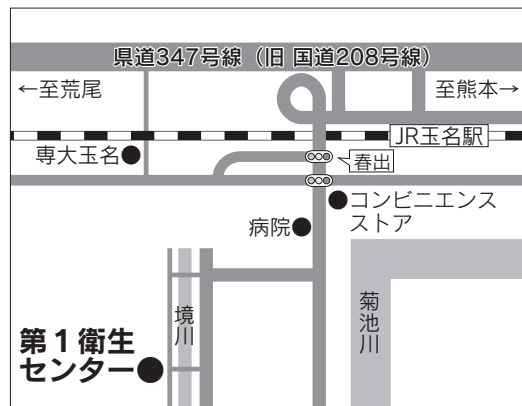 県道347号線（旧 国道208号線）
←至荒尾
至熊本→
JR玉名駅
専大玉名
春出
コンビニエンス
ストア
病院
境川
菊池川
第1衛生
センター